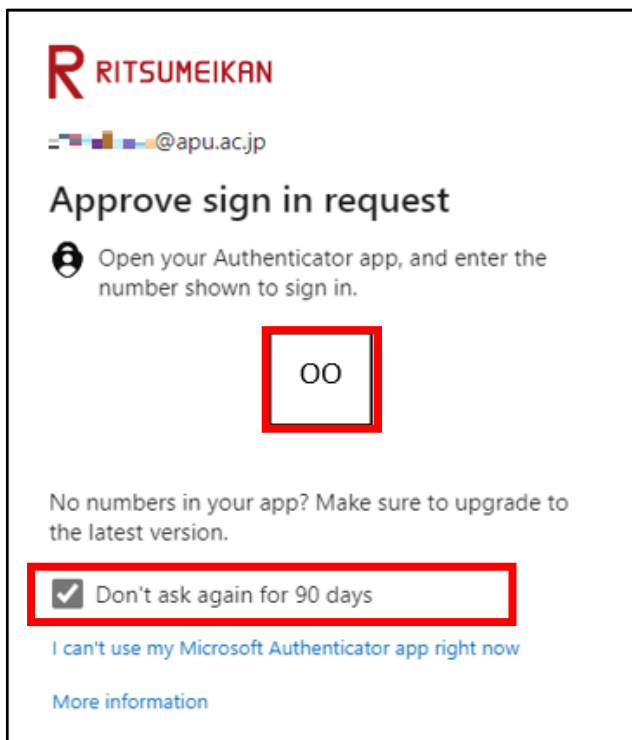 RITSUMEIKAN
@apu.ac.jp
Approve sign in request
Open your Authenticator app, and enter the
number shown to sign in.
OO
No numbers in your app? Make sure to upgrade to
the latest version.
Don't ask again for 90 days
I can't use my Microsoft Authenticator app right now
More information